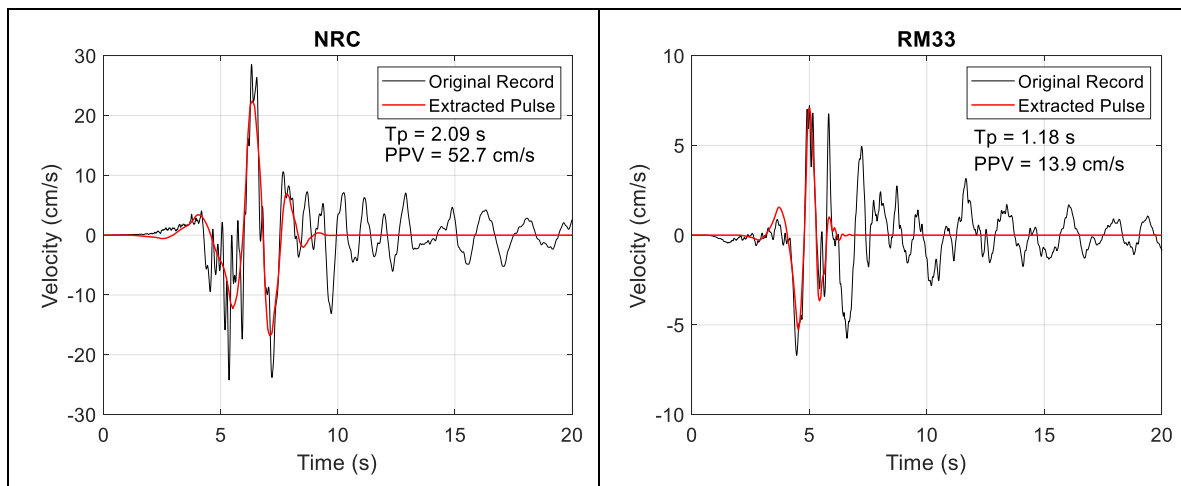 NRC
30
20
10
0
-10
-20
-30
Velocity (cm/s)
Original Record
Extracted Pulse
Tp = 2.09 s
PPV = 52.7 cm/s
0 5 10 15 20
Time (s)
RM33
10
5
0
-5
-10
Velocity (cm/s)
Original Record
Extracted Pulse
Tp = 1.18 s
PPV = 13.9 cm/s
0 5 10 15 20
Time (s)